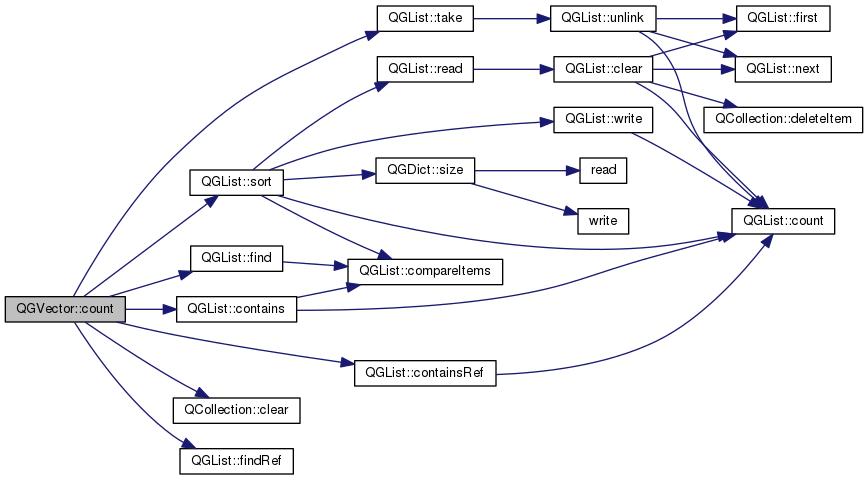 QGList::take
QGList::unlink
QGList::first
QGList::read
QGList::clear
QGList::next
QGList::write
QCollection::deleteItem
QGList::sort
QGDict::size
read
write
QGList::count
QGList::find
QGList::compareItems
QGVector::count
QGList::contains
QGList::containsRef
QCollection::clear
QGList::findRef